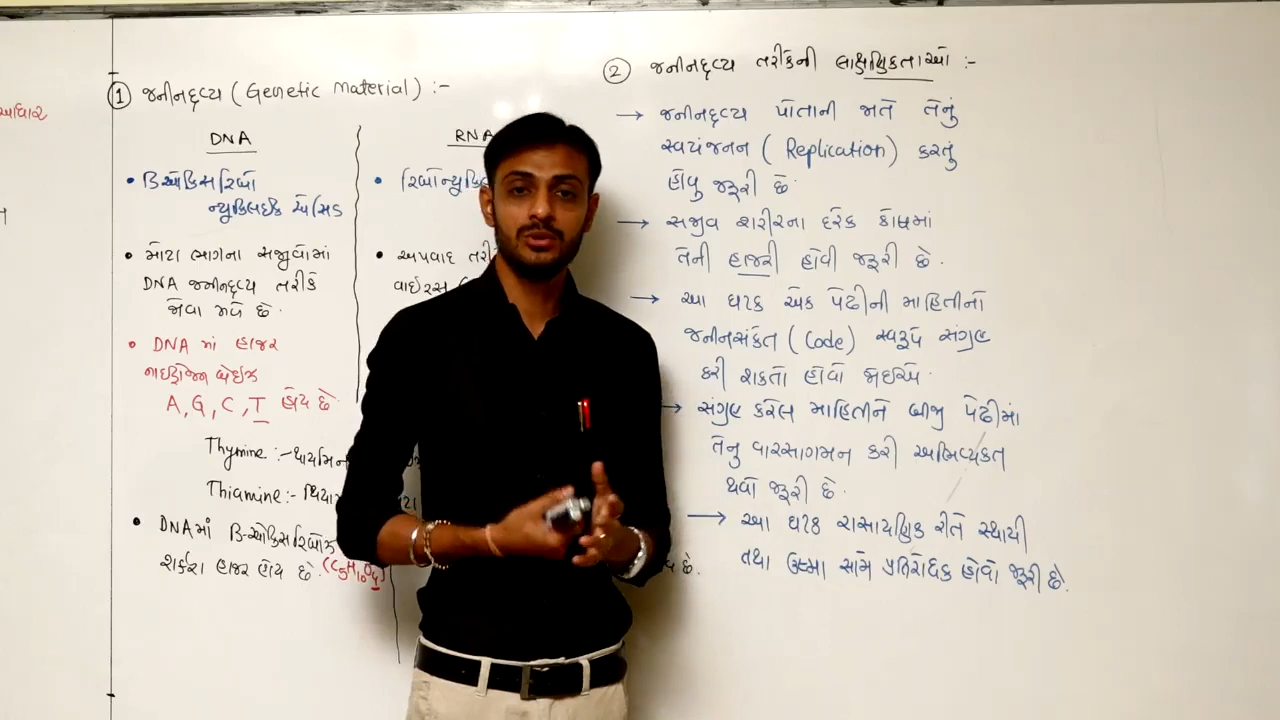 આધાર
① જનીનદ્રવ્ય (Genetic Material) :-
DNA
• ડિઓક્સિ રિબો
ન્યુક્લિઈક એસિડ
• મોટા ભાગના સજીવોમાં
DNA જનીનદ્રવ્ય તરીકે
જોવા મળે છે.
• DNA માં હાજર
નાઈટ્રોજન બેઈઝ
A, G, C, T હોય છે.
Thymine :-
Thiamine :-
• DNAમાં ડિ-ઓક્સિ રિબોઝ
શર્કરા હાજર હોય છે. (C5H10O4)
RNA
•
• અપવાદ તરીકે
વાઈરસ
છે.
② જનીનદ્રવ્ય તરીકેની લાક્ષણિકતાઓ :-
→ જનીનદ્રવ્ય પોતાની જાતે તેનું
સ્વયંજનન (Replication) કરતું
હોવુ જરૂરી છે.
→ સજીવ શરીરના દરેક કોષમાં
તેની હાજરી હોવી જરૂરી છે.
→ આ ઘટક એક પેઢીની માહિતીનો
જનીનસંકેત (Code) સ્વરૂપે સંગ્રહ
કરી શકતો હોવો જોઈએ.
→ સંગ્રહ કરેલ માહિતીને બીજી પેઢીમાં
તેનુ વારસાગમન કરી અભિવ્યક્ત
થવો જરૂરી છે.
→ આ ઘટક રાસાયણિક રીતે સ્થાયી
તથા ઉષ્મા સામે પ્રતિરોધક હોવો જરૂરી છે.